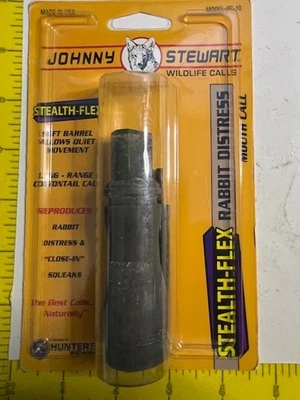 MADE IN USA
MODEL PC-10
JOHNNY STEWART
WILDLIFE CALLS
STEALTH-FLEX
SOFT BARREL
ALLOWS QUIET
MOVEMENT
LONG - RANGE
COTTONTAIL CALL
REPRODUCES
RABBIT
DISTRESS &
"CLOSE-IN"
SQUEAKS
The Best Calls...
Naturally
HUNTER
STEALTH-FLEX
RABBIT DISTRESS
MOUTH CALL